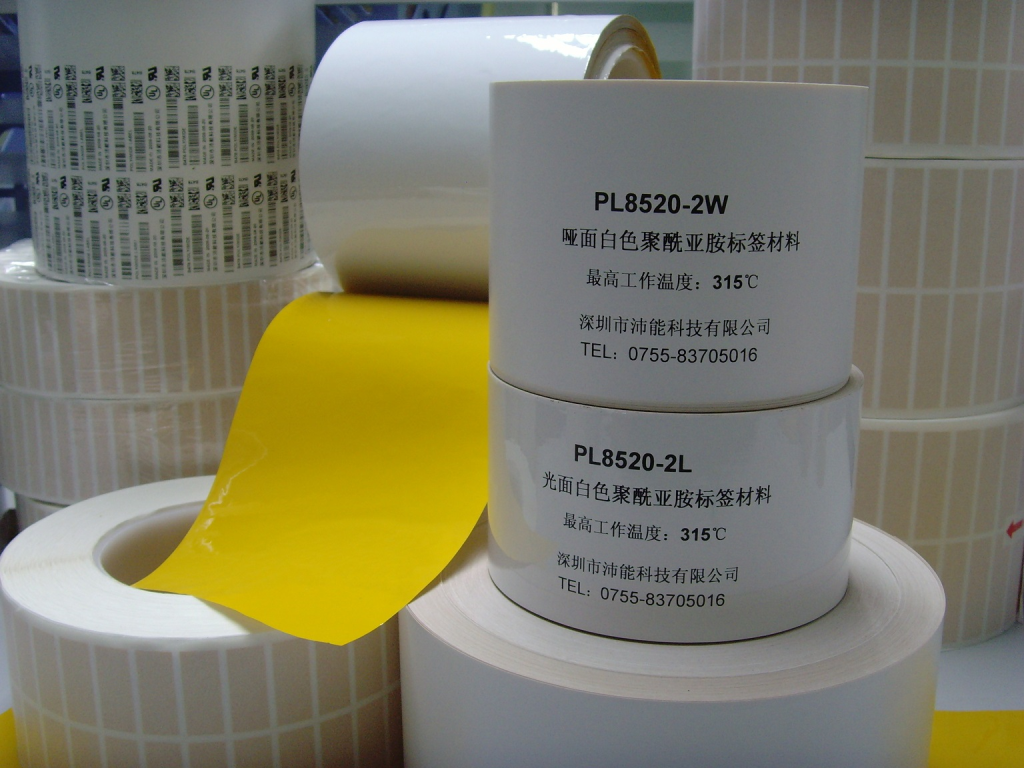 PL8520-2W
哑面白色聚酰亚胺标签材料
最高工作温度：315℃
深圳市沛能科技有限公司
TEL：0755-83705016
PL8520-2L
光面白色聚酰亚胺标签材料
最高工作温度：315℃
深圳市沛能科技有限公司
TEL：0755-83705016